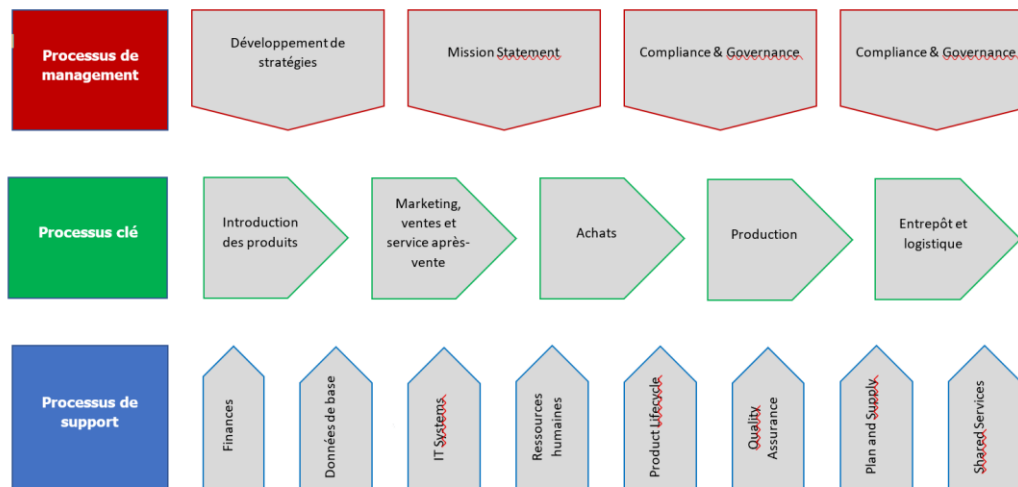 Processus de
management
Développement de
stratégies
Mission Statement
Compliance & Governance
Compliance & Governance
Processus clé
Introduction
des produits
Marketing,
ventes et
service après-
vente
Achats
Production
Entrepôt et
logistique
Processus de
support
Finances
Données de base
IT Systems
Ressources
humaines
Product Lifecycle
Quality
Assurance
Plan and Supply
Shared Services